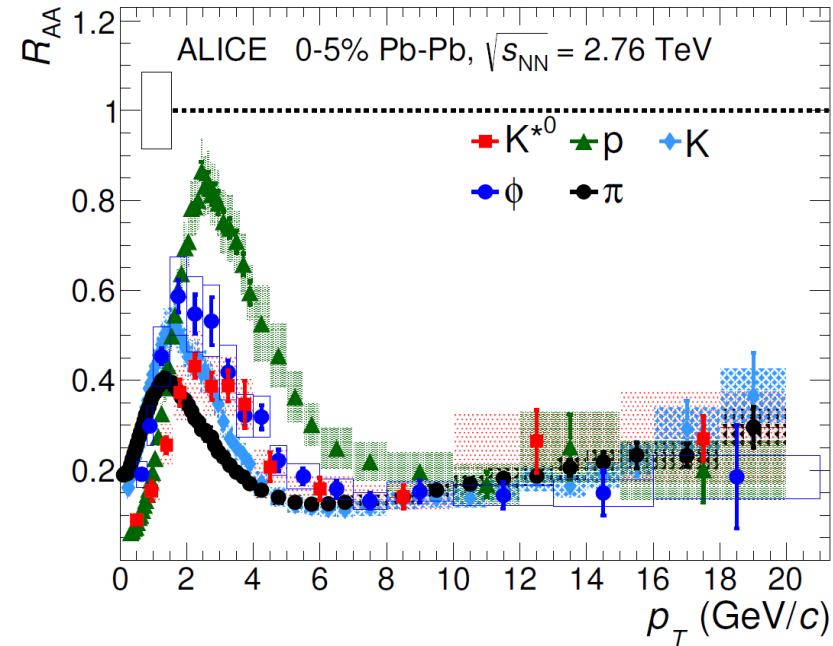 R_AA
ALICE 0-5% Pb-Pb, √s_NN = 2.76 TeV
K*⁰ p K
ϕ π
1.2
1
0.8
0.6
0.4
0.2
0 2 4 6 8 10 12 14 16 18 20
p_T (GeV/c)